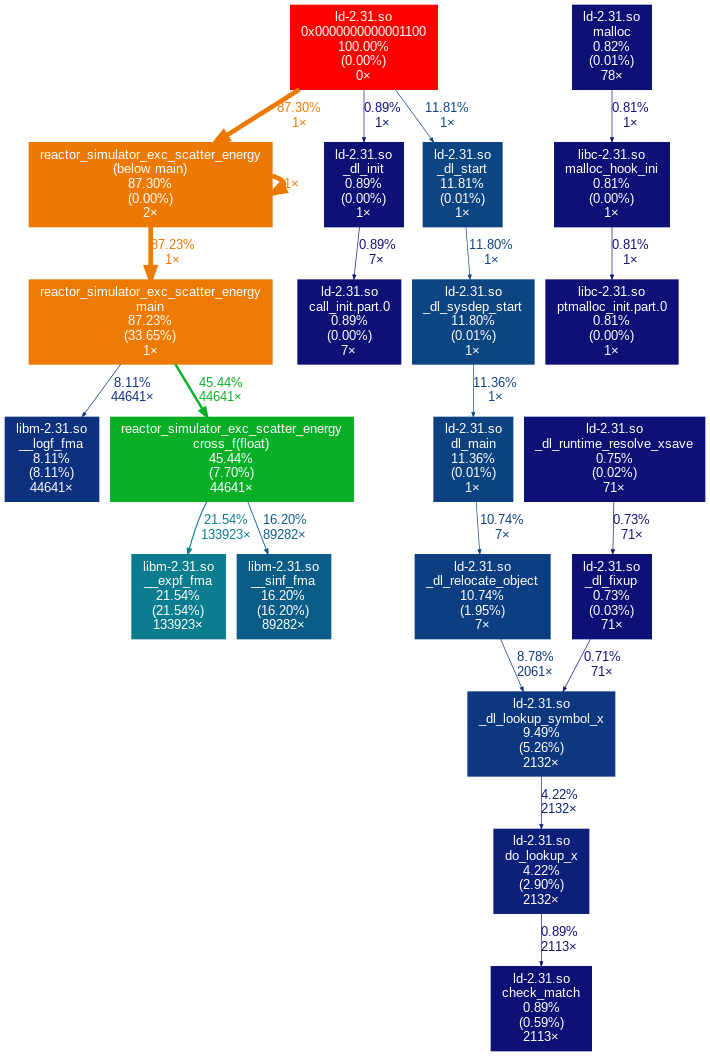 ld-2.31.so
0x0000000000001100
100.00%
(0.00%)
0×
ld-2.31.so
malloc
0.82%
(0.01%)
78×
87.30%
1×
0.89%
1×
11.81%
1×
0.81%
1×
reactor_simulator_exc_scatter_energy
(below main)
87.30%
(0.00%)
2×
1×
ld-2.31.so
_dl_init
0.89%
(0.00%)
1×
ld-2.31.so
_dl_start
11.81%
(0.01%)
1×
libc-2.31.so
malloc_hook_ini
0.81%
(0.00%)
1×
87.23%
1×
0.89%
7×
11.80%
1×
0.81%
1×
reactor_simulator_exc_scatter_energy
main
87.23%
(33.65%)
1×
ld-2.31.so
call_init.part.0
0.89%
(0.00%)
7×
ld-2.31.so
_dl_sysdep_start
11.80%
(0.01%)
1×
libc-2.31.so
ptmalloc_init.part.0
0.81%
(0.00%)
1×
8.11%
44641×
45.44%
44641×
11.36%
1×
libm-2.31.so
__logf_fma
8.11%
(8.11%)
44641×
reactor_simulator_exc_scatter_energy
cross_f(float)
45.44%
(7.70%)
44641×
ld-2.31.so
dl_main
11.36%
(0.01%)
1×
ld-2.31.so
_dl_runtime_resolve_xsave
0.75%
(0.02%)
71×
21.54%
133923×
16.20%
89282×
10.74%
7×
0.73%
71×
libm-2.31.so
__expf_fma
21.54%
(21.54%)
133923×
libm-2.31.so
__sinf_fma
16.20%
(16.20%)
89282×
ld-2.31.so
_dl_relocate_object
10.74%
(1.95%)
7×
ld-2.31.so
_dl_fixup
0.73%
(0.03%)
71×
8.78%
2061×
0.71%
71×
ld-2.31.so
_dl_lookup_symbol_x
9.49%
(5.26%)
2132×
4.22%
2132×
ld-2.31.so
do_lookup_x
4.22%
(2.90%)
2132×
0.89%
2113×
ld-2.31.so
check_match
0.89%
(0.59%)
2113×